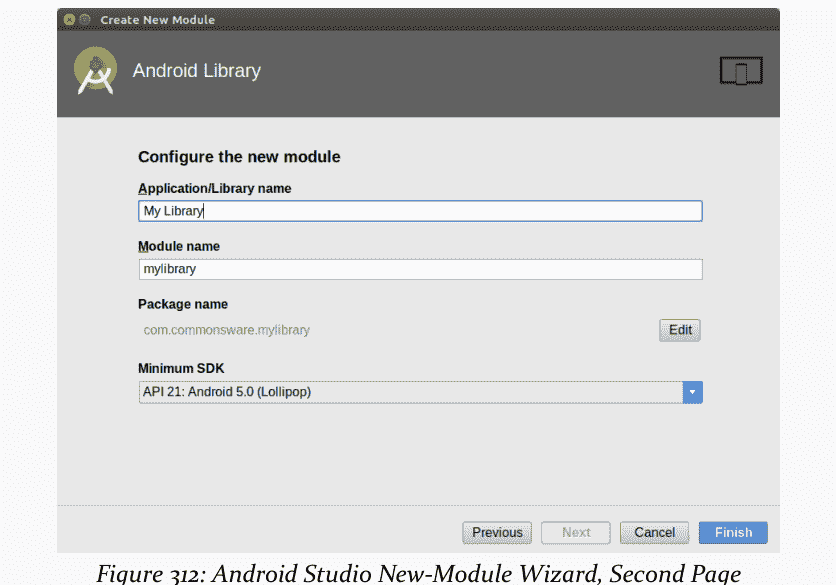 Create New Module
Android Library
Configure the new module
Application/Library name
My Library
Module name
mylibrary
Package name
com.commonsware.mylibrary
Edit
Minimum SDK
API 21: Android 5.0 (Lollipop)
Previous
Next
Cancel
Finish
Figure 312: Android Studio New-Module Wizard, Second Page